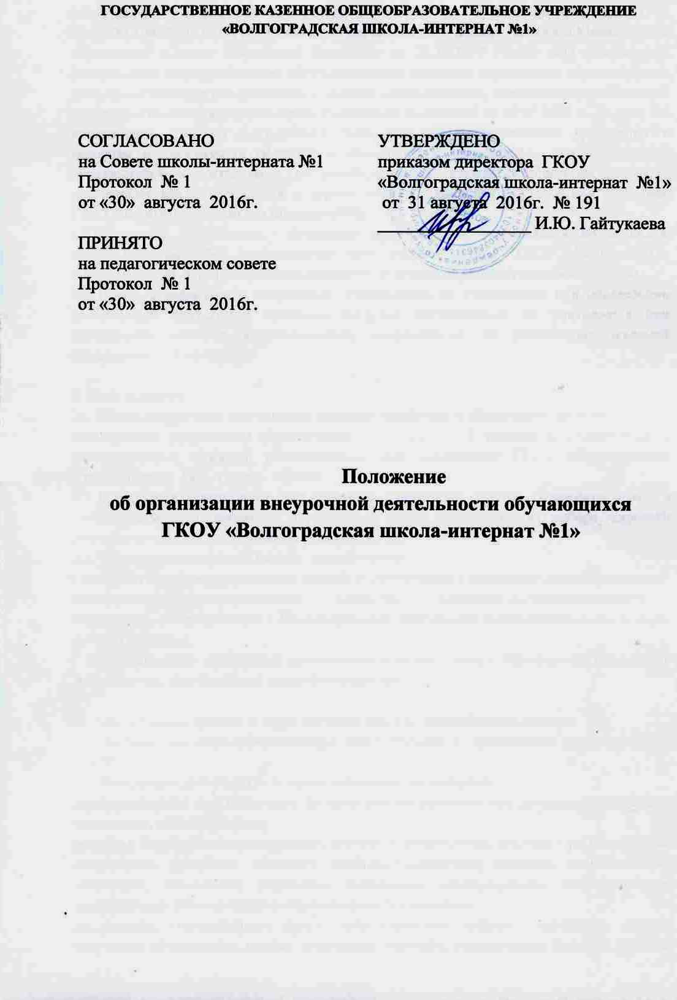 ГОСУДАРСТВЕННОЕ КАЗЕННОЕ ОБЩЕОБРАЗОВАТЕЛЬНОЕ УЧРЕЖДЕНИЕ
«ВОЛГОГРАДСКАЯ ШКОЛА-ИНТЕРНАТ №1»
СОГЛАСОВАНО
на Совете школы-интерната №1
Протокол № 1
от «30» августа 2016г.
ПРИНЯТО
на педагогическом совете
Протокол № 1
от «30» августа 2016г.
УТВЕРЖДЕНО
приказом директора ГКОУ
«Волгоградская школа-интернат №1»
от 31 августа 2016г. № 191
И.Ю. Гайтукаева
Положение
об организации внеурочной деятельности обучающихся
ГКОУ «Волгоградская школа-интернат №1»